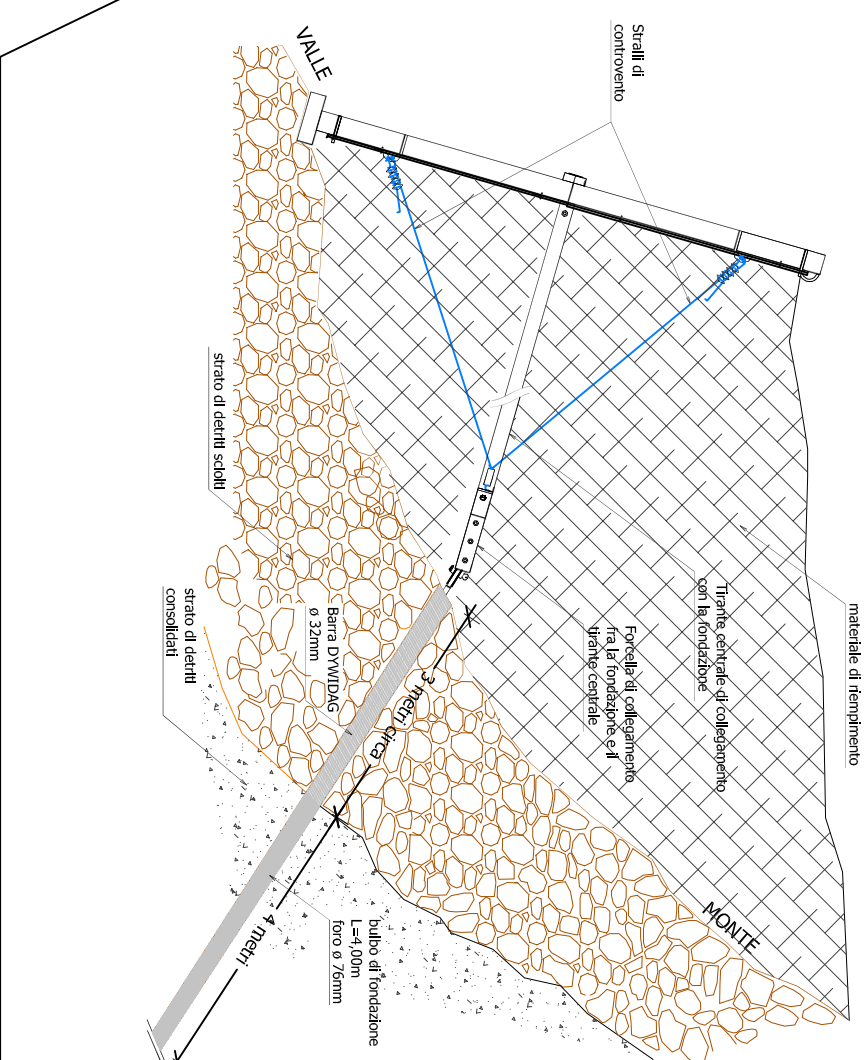 VALLE
Stralli di
controvento
materiale di riempimento
Tirante centrale di collegamento
con la fondazione
Forcella di collegamento
fra la fondazione e il
tirante centrale
strato di detriti sciolti
Barra DYWIDAG
ø 32mm
strato di detriti
consolidati
3 metri circa
MONTE
bulbo di fondazione
L=4,00m
foro ø 76mm
4 metri